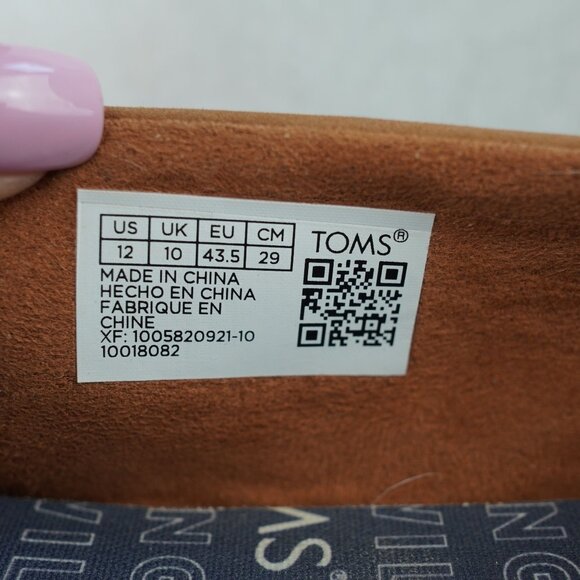 US UK EU CM
12 10 43.5 29
TOMS®
MADE IN CHINA
HECHO EN CHINA
FABRIQUE EN
CHINE
XF: 1005820921-10
10018082